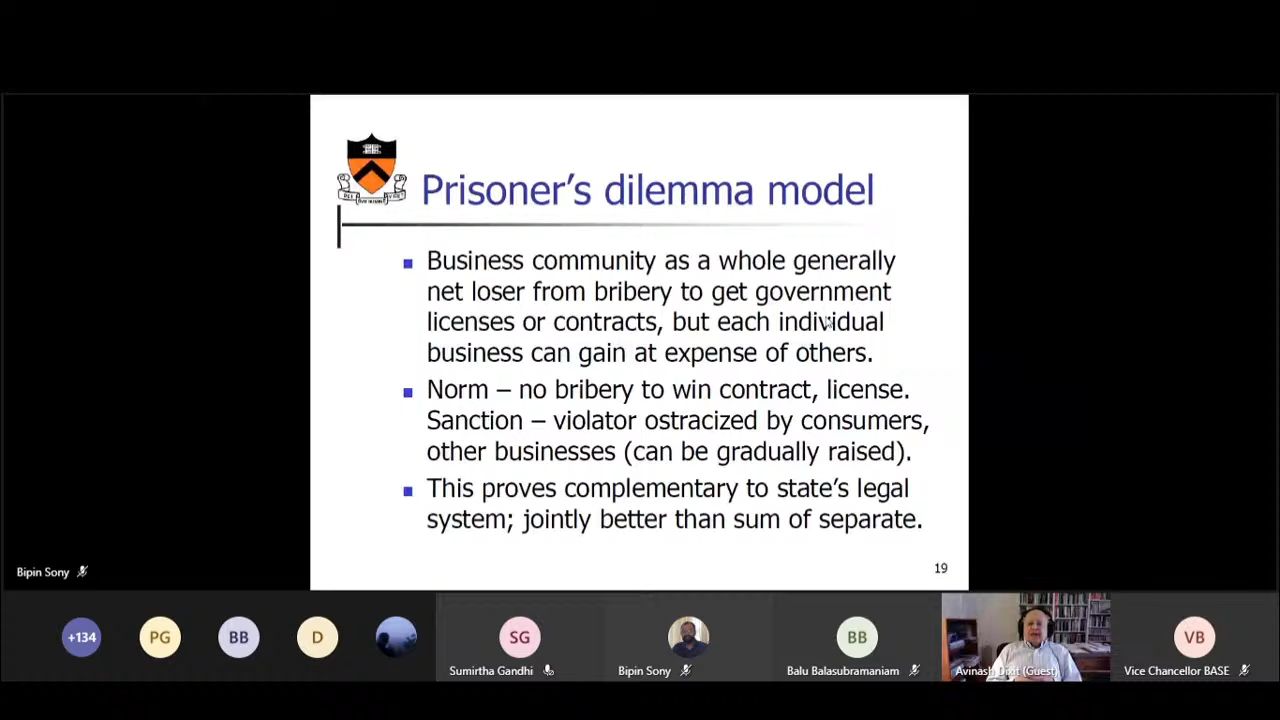 Prisoner's dilemma model
Business community as a whole generally
net loser from bribery to get government
licenses or contracts, but each individual
business can gain at expense of others.
Norm – no bribery to win contract, license.
Sanction – violator ostracized by consumers,
other businesses (can be gradually raised).
This proves complementary to state's legal
system; jointly better than sum of separate.
19
Bipin Sony
+134
PG
BB
D
SG
Sumirtha Gandhi
Bipin Sony
BB
Balu Balasubramaniam
Avinash Dixit (Guest)
VB
Vice Chancellor BASE